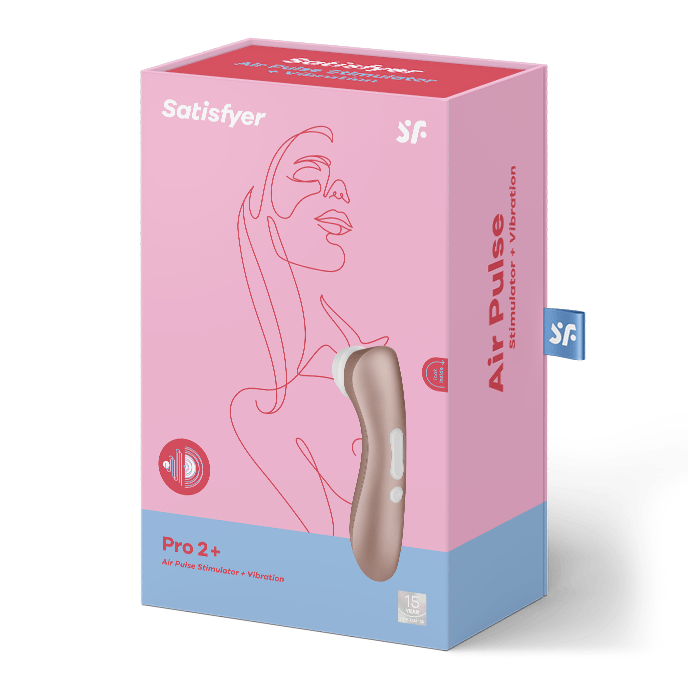 Satisfyer
Air Pulse Stimulator
+ Vibration
Satisfyer
SF
Air Pulse
Stimulator + Vibration
SF
Pro 2+
Air Pulse Stimulator + Vibration
15
YEAR